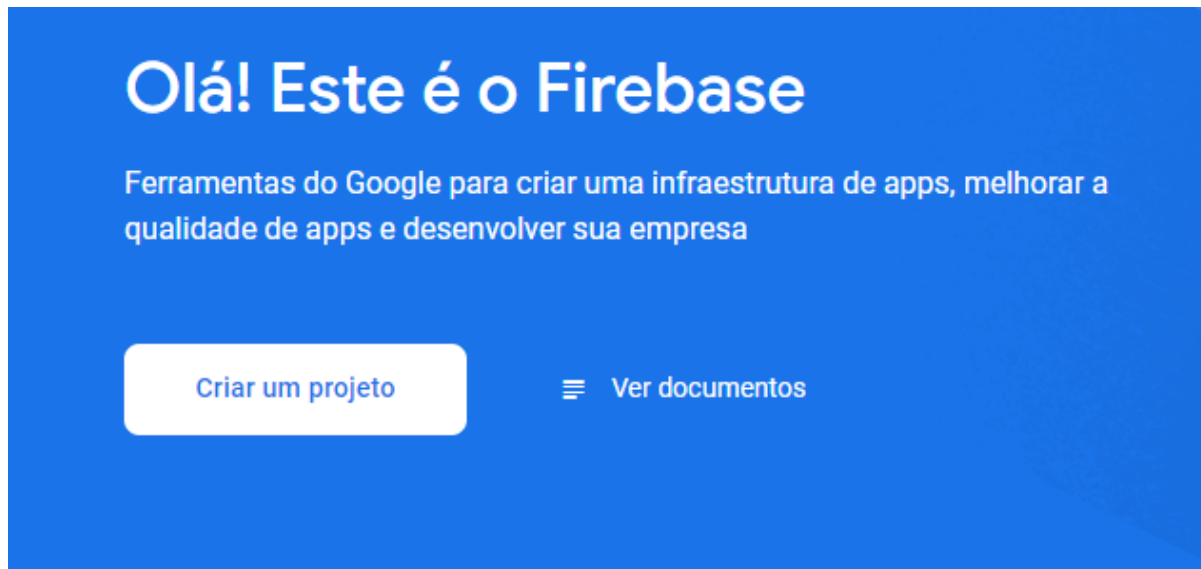 Olá! Este é o Firebase
Ferramentas do Google para criar uma infraestrutura de apps, melhorar a
qualidade de apps e desenvolver sua empresa
Criar um projeto
Ver documentos